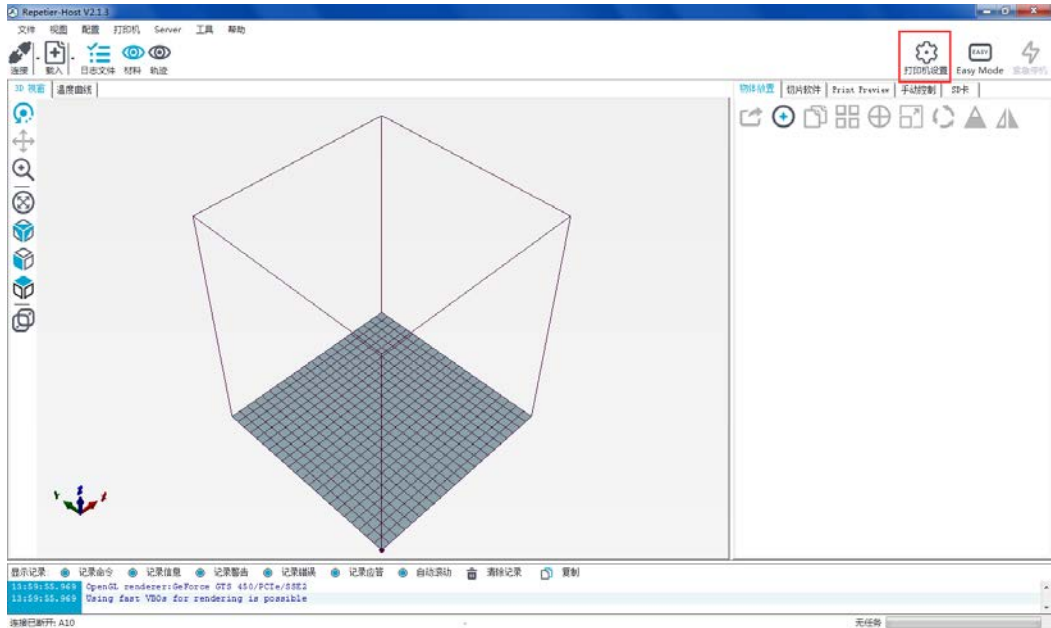 Repetier-Host V2.1.3
文件 视图 配置 打印机 Server 工具 帮助
连接 载入 日志文件 材料 轨迹 打印机设置 EASY Easy Mode 紧急停机
3D 视窗 温度曲线 物体放置 切片软件 Print Preview 手动控制 SD卡
显示记录 记录命令 记录信息 记录警告 记录错误 记录应答 自动滚动 清除记录 复制
13:59:55.969 OpenGL renderer:GeForce GTS 450/PCIe/SSE2
13:59:55.969 Using fast VBOs for rendering is possible
连接已断开: A10 - 无任务